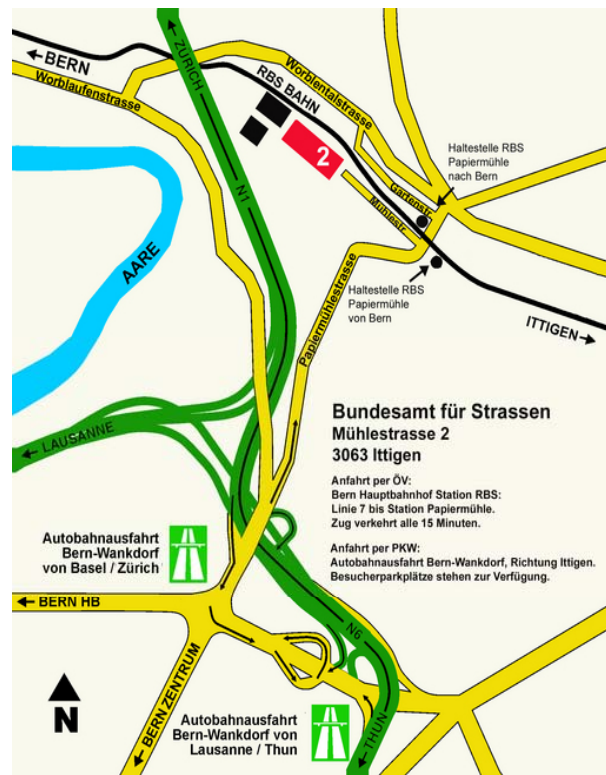 ← BERN
Worblaufenstrasse
ZÜRICH
RBS BAHN
Worblentalstrasse
Haltestelle RBS
Papiermühle
nach Bern
2
Gartenstr.
Mühlestr.
N1
AARE
Papiermühlestrasse
Haltestelle RBS
Papiermühle
von Bern
ITTIGEN →
← LAUSANNE
Bundesamt für Strassen
Mühlestrasse 2
3063 Ittigen
Anfahrt per ÖV:
Bern Hauptbahnhof Station RBS:
Linie 7 bis Station Papiermühle.
Zug verkehrt alle 15 Minuten.
Anfahrt per PKW:
Autobahnausfahrt Bern-Wankdorf, Richtung Ittigen.
Besucherparkplätze stehen zur Verfügung.
Autobahnausfahrt
Bern-Wankdorf
von Basel / Zürich
← BERN HB
N6
BERN ZENTRUM
N
Autobahnausfahrt
Bern-Wankdorf von
Lausanne / Thun
← THUN